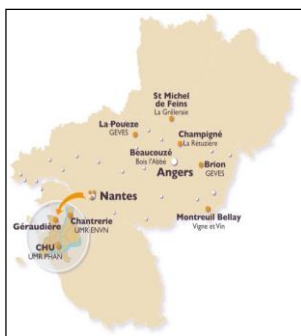 St Michel
de Feins
La Grêleraie
La Pouëze
GEVES
Champigné
La Rétuzière
Beaucouzé
Bois l'Abbé
Angers
Brion
GEVES
Nantes
Montreuil Bellay
Vigne et Vin
Géraudière
Chantrerie
UMR ENVN
CHU
UMR PHAN